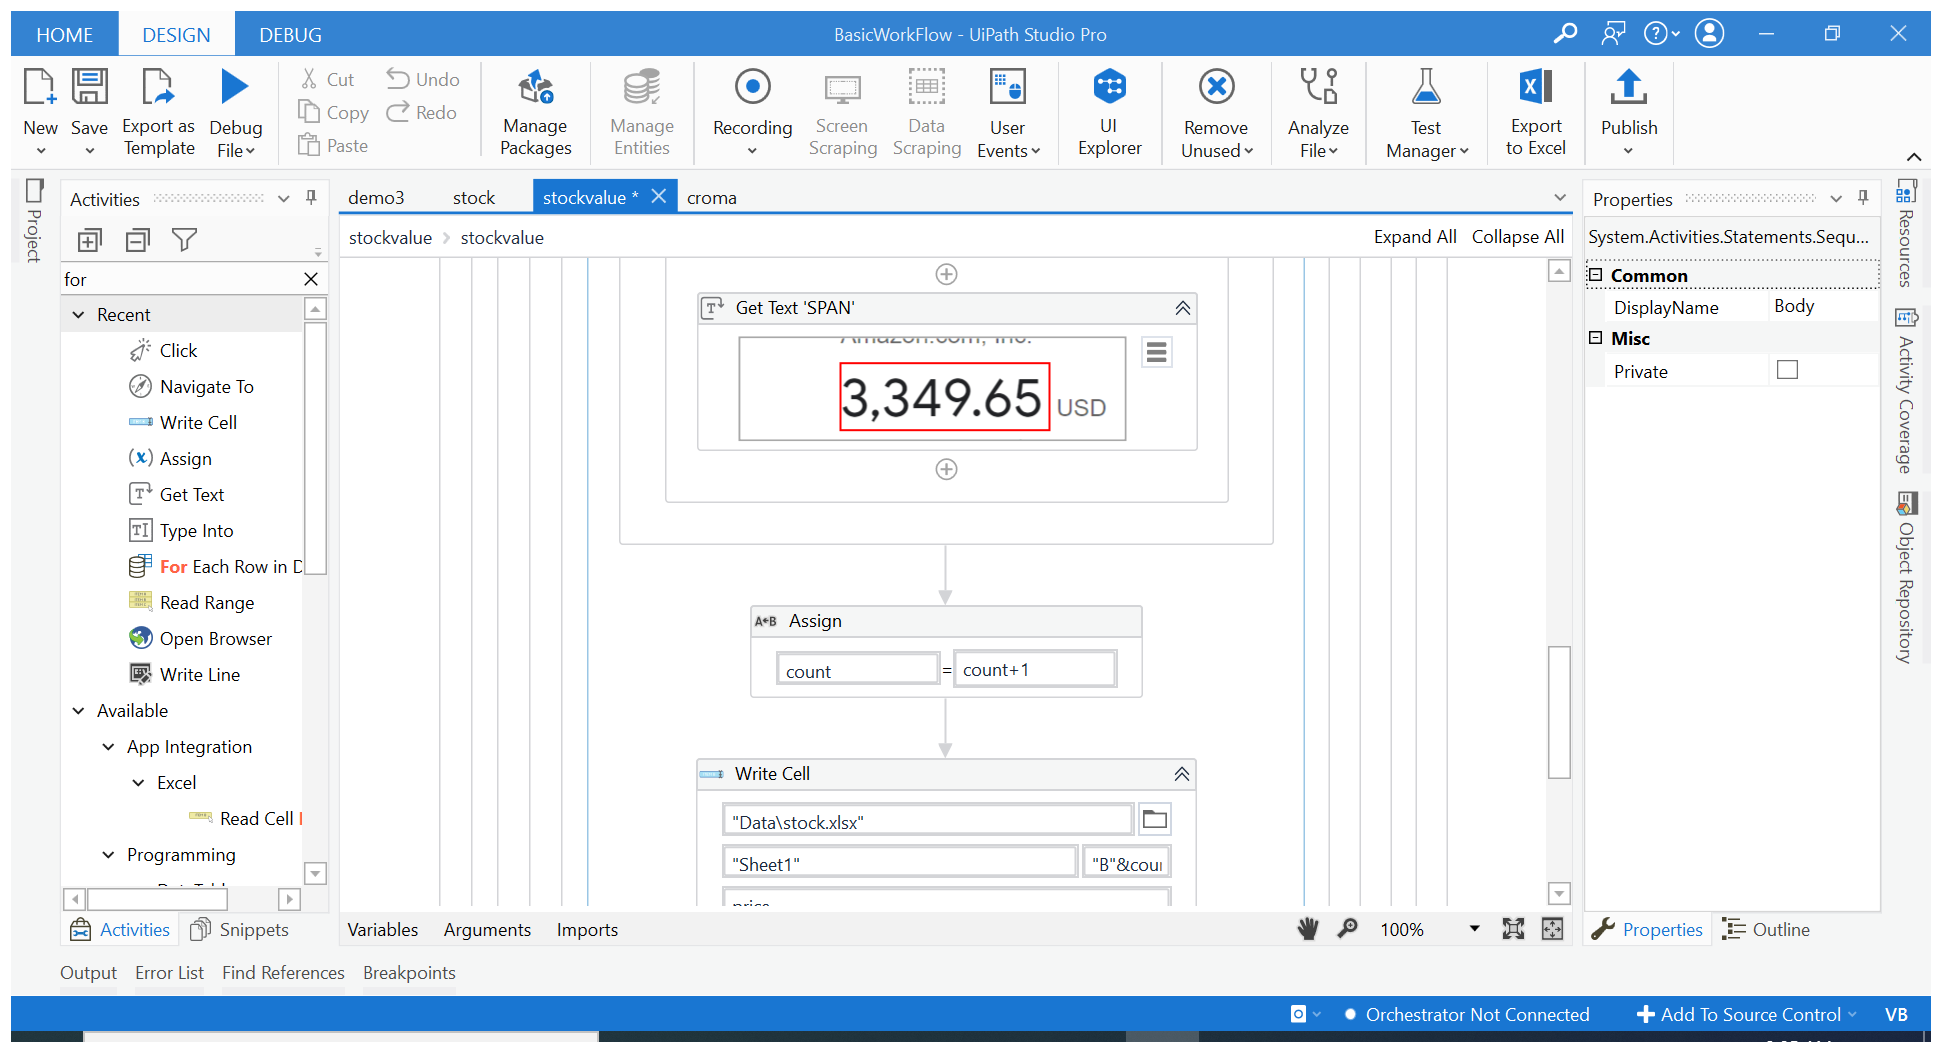 HOME DESIGN DEBUG BasicWorkFlow - UiPath Studio Pro
New Save Export as Template Debug File
Cut Copy Paste Undo Redo
Manage Packages Manage Entities
Recording Screen Scraping Data Scraping User Events
UI Explorer Remove Unused Analyze File Test Manager Export to Excel Publish
Project
Activities
for
Recent
Click
Navigate To
Write Cell
Assign
Get Text
Type Into
For Each Row in D
Read Range
Open Browser
Write Line
Available
App Integration
Excel
Read Cell
Programming
Activities Snippets
demo3 stock stockvalue * croma
stockvalue > stockvalue Expand All Collapse All
Get Text 'SPAN'
Amazon.com, Inc.
3,349.65 USD
A←B Assign
count = count+1
Write Cell
"Data\stock.xlsx"
"Sheet1" "B"&cou
price
Variables Arguments Imports 100%
Properties
System.Activities.Statements.Sequ...
Common
DisplayName Body
Misc
Private
Properties Outline
Resources
Activity Coverage
Object Repository
Output Error List Find References Breakpoints
Orchestrator Not Connected Add To Source Control VB